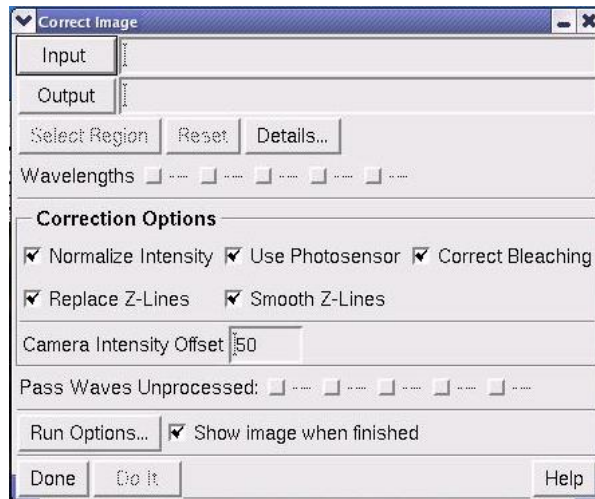 Correct Image
Input
Output
Select Region Reset Details...
Wavelengths --- --- --- --- ---
Correction Options
Normalize Intensity Use Photosensor Correct Bleaching
Replace Z-Lines Smooth Z-Lines
Camera Intensity Offset 50
Pass Waves Unprocessed: --- --- --- --- ---
Run Options... Show image when finished
Done Do It Help